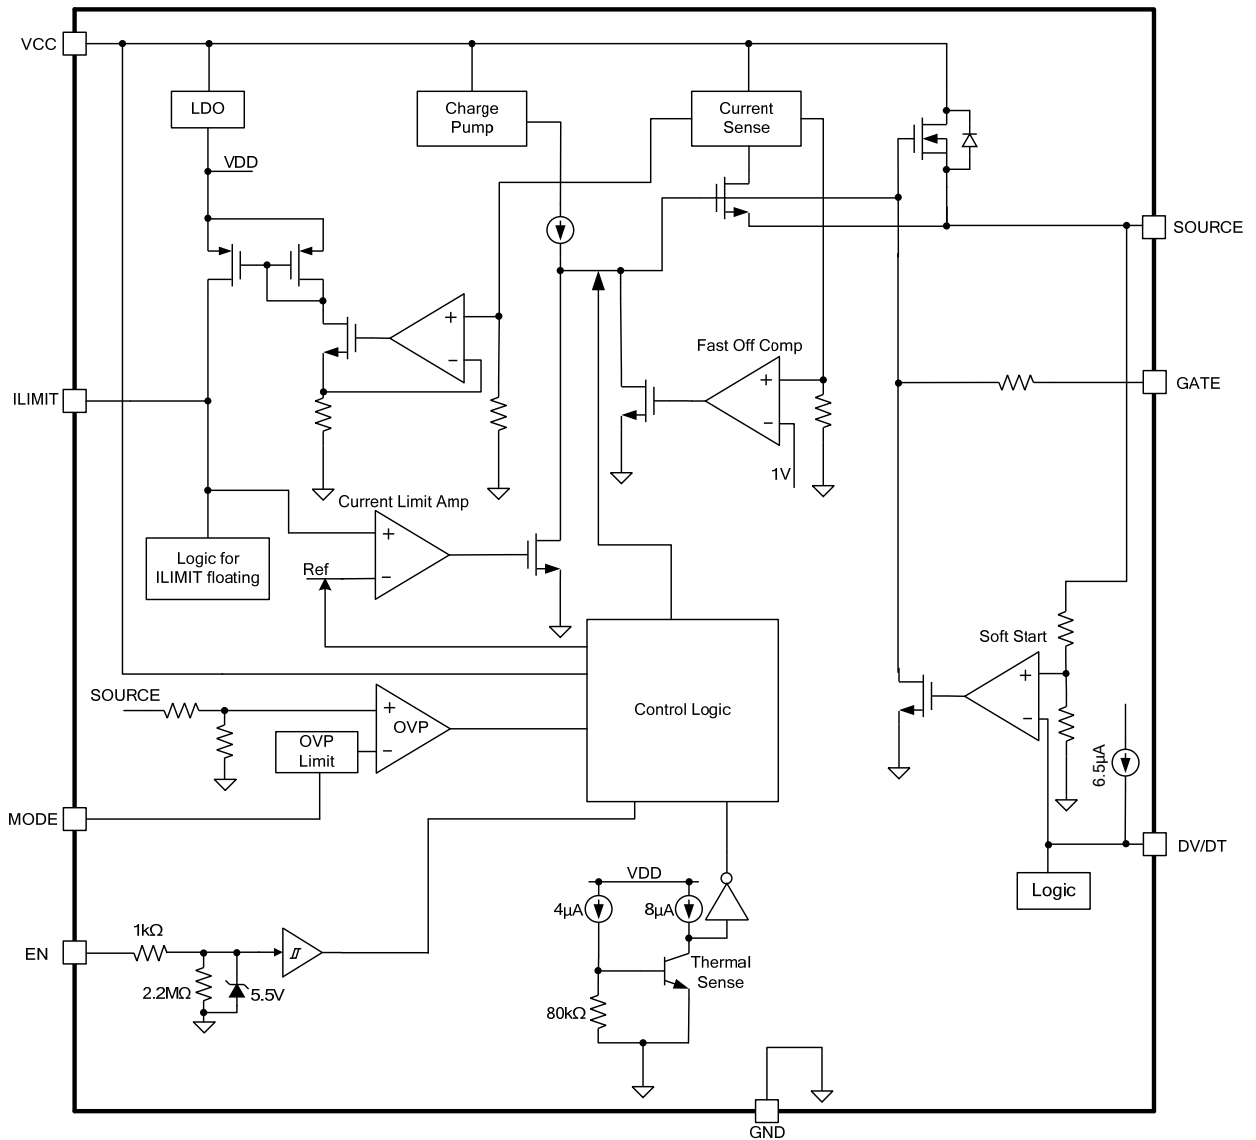 VCC
LDO
Charge
Pump
Current
Sense
VDD
SOURCE
+
−
Fast Off Comp
+
−
GATE
ILIMIT
1V
Current Limit Amp
+
−
Logic for
ILIMIT floating
Ref
Soft Start
+
−
SOURCE
Control Logic
+
OVP
−
OVP
Limit
6.5µA
MODE
DV/DT
VDD
Logic
4µA
8µA
1kΩ
EN
Thermal
Sense
2.2MΩ
5.5V
80kΩ
GND